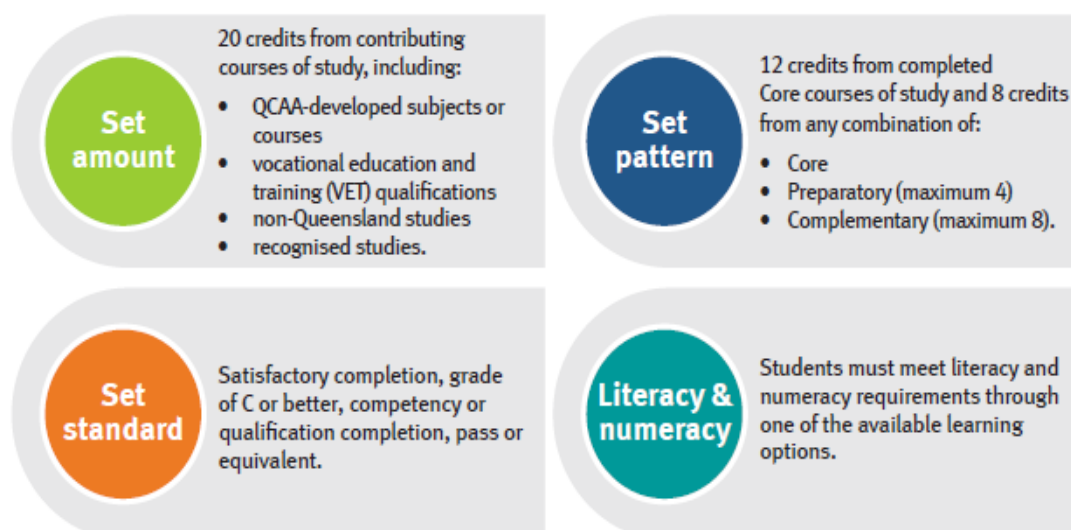 Set
amount
20 credits from contributing
courses of study, including:
• QCAA-developed subjects or
courses
• vocational education and
training (VET) qualifications
• non-Queensland studies
• recognised studies.
Set
pattern
12 credits from completed
Core courses of study and 8 credits
from any combination of:
• Core
• Preparatory (maximum 4)
• Complementary (maximum 8).
Set
standard
Satisfactory completion, grade
of C or better, competency or
qualification completion, pass or
equivalent.
Literacy &
numeracy
Students must meet literacy and
numeracy requirements through
one of the available learning
options.